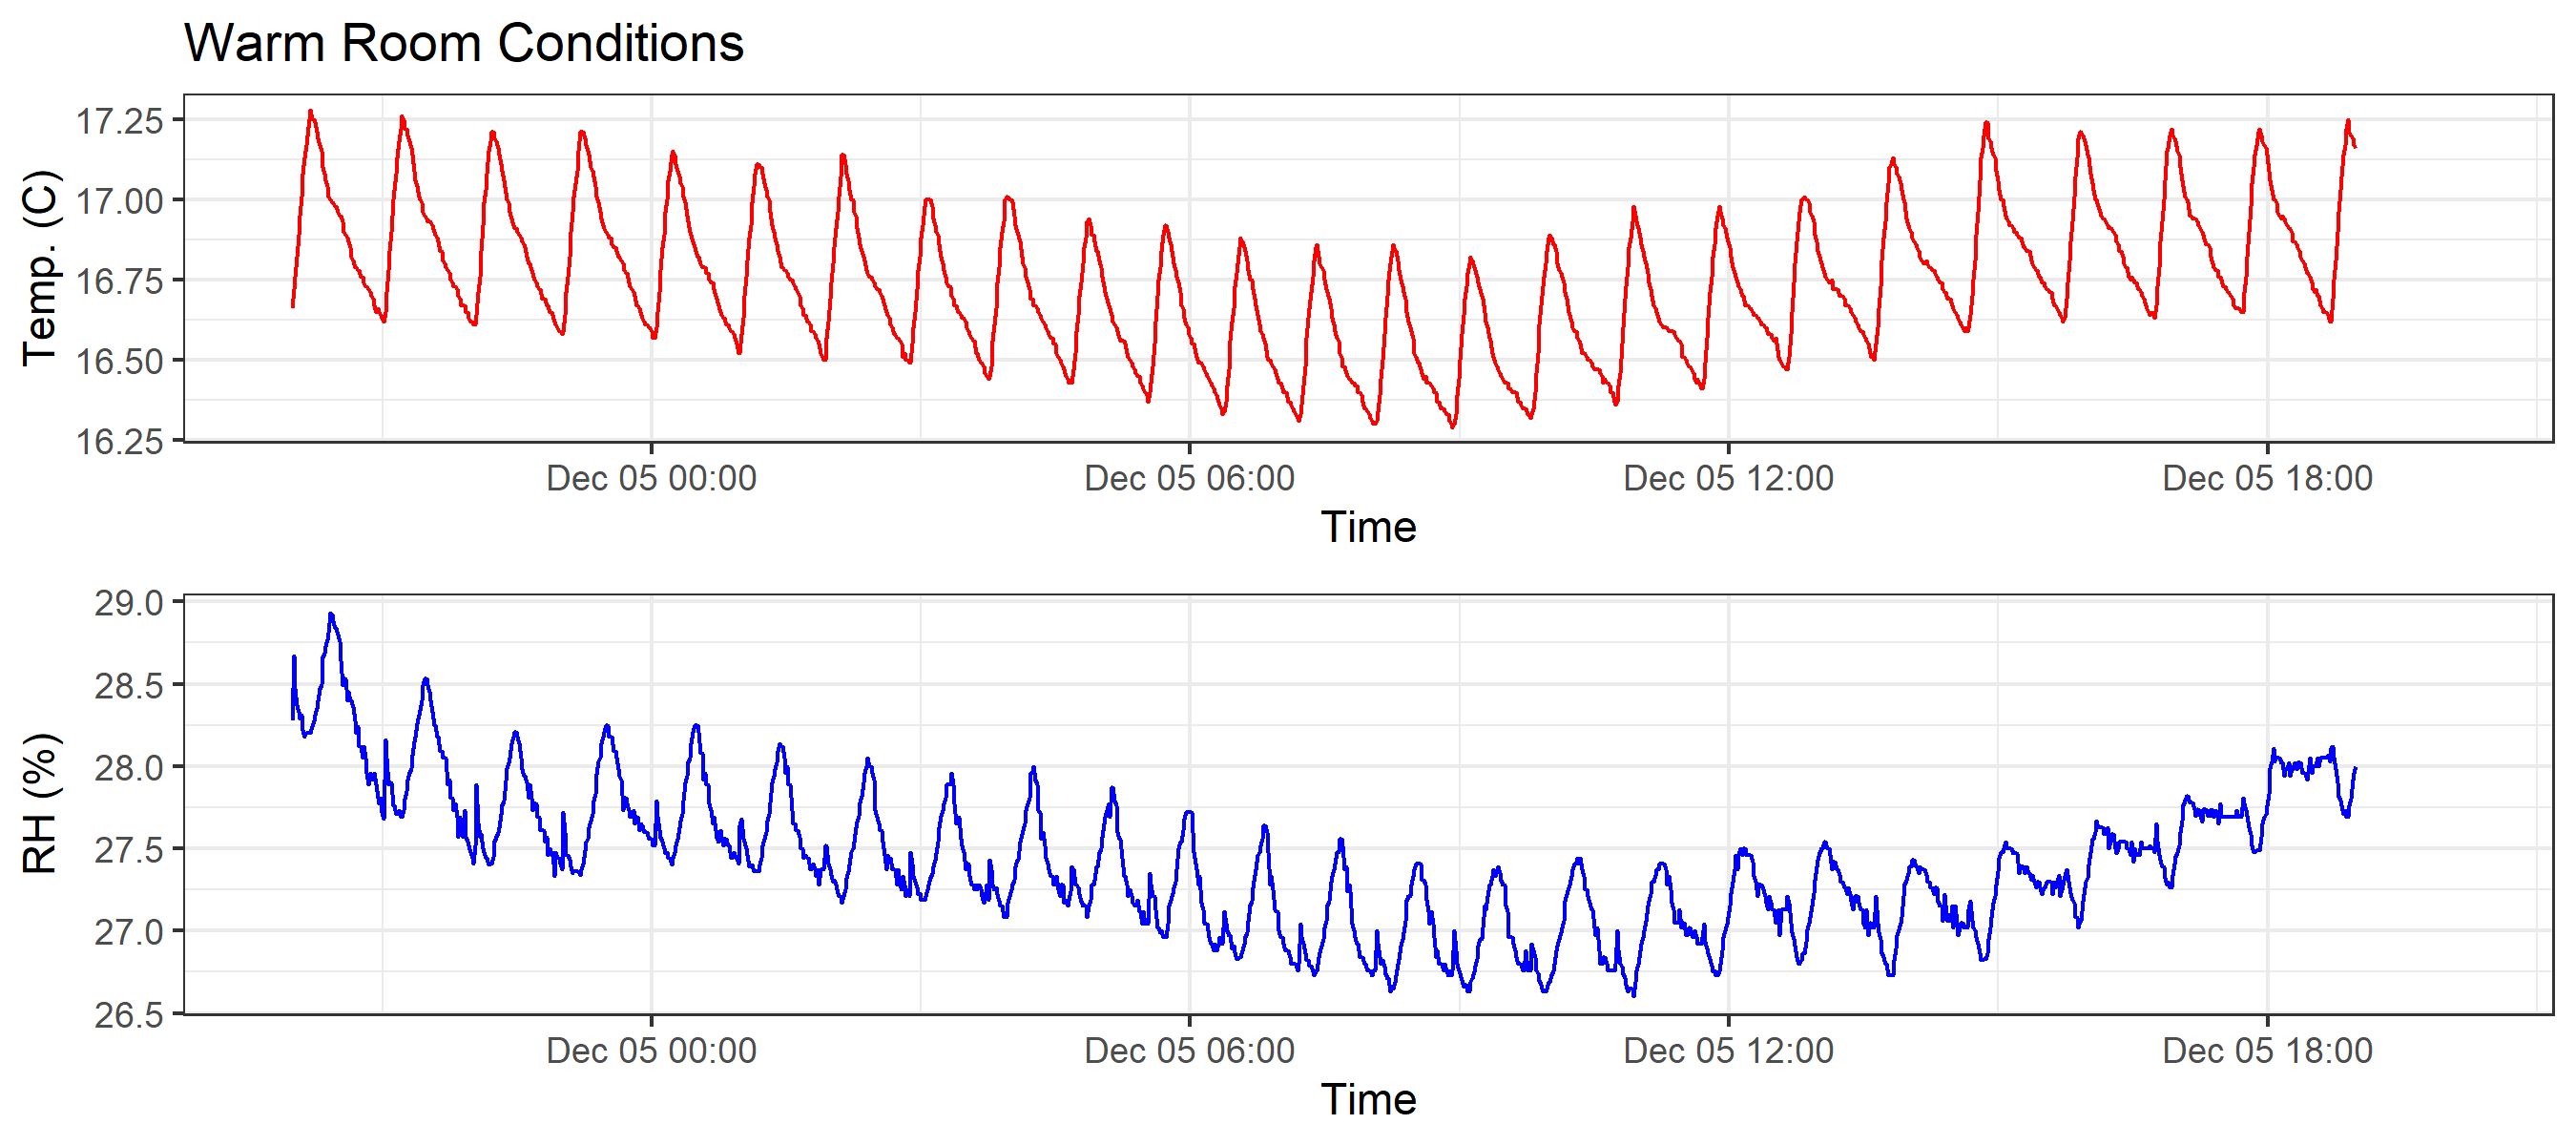 Warm Room Conditions
Temp. (C)
17.25
17.00
16.75
16.50
16.25
Dec 05 00:00 Dec 05 06:00 Dec 05 12:00 Dec 05 18:00
Time
RH (%)
29.0
28.5
28.0
27.5
27.0
26.5
Dec 05 00:00 Dec 05 06:00 Dec 05 12:00 Dec 05 18:00
Time